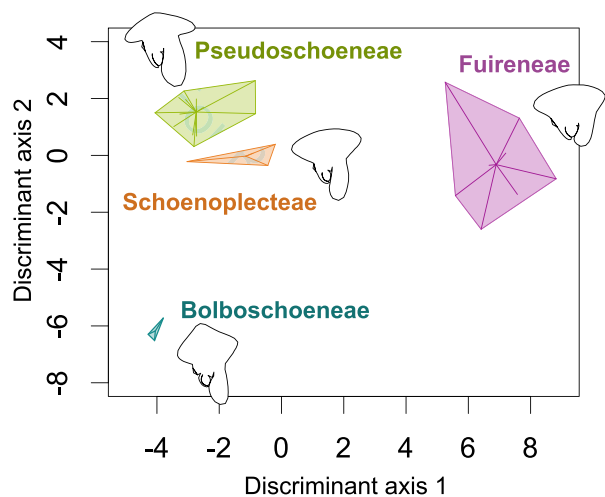 Pseudoschoeneae
Fuireneae
Schoenoplecteae
Bolboschoeneae
Discriminant axis 2
4
2
0
-2
-4
-6
-8
-4 -2 0 2 4 6 8
Discriminant axis 1